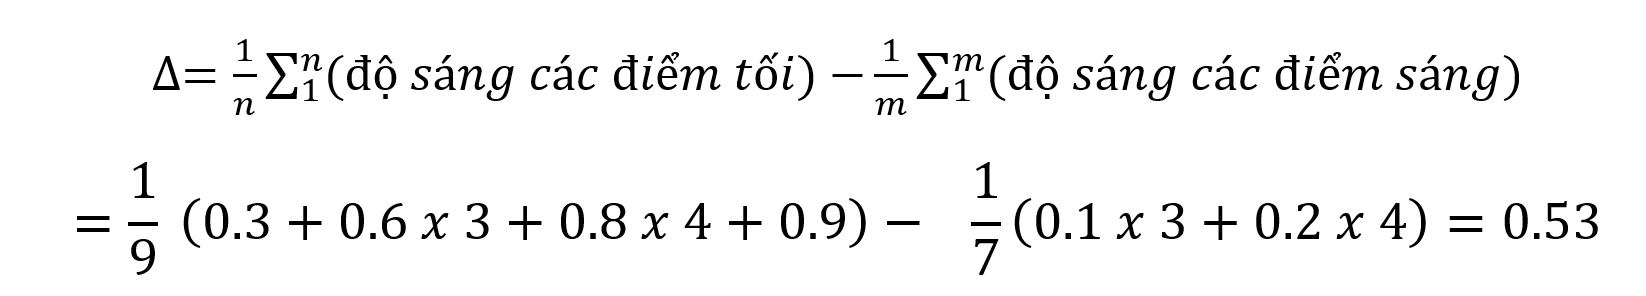 Δ= 1/n ∑₁ⁿ(độ sáng các điểm tối) − 1/m ∑₁ᵐ(độ sáng các điểm sáng)
= 1/9 (0.3 + 0.6 x 3 + 0.8 x 4 + 0.9) − 1/7 (0.1 x 3 + 0.2 x 4) = 0.53